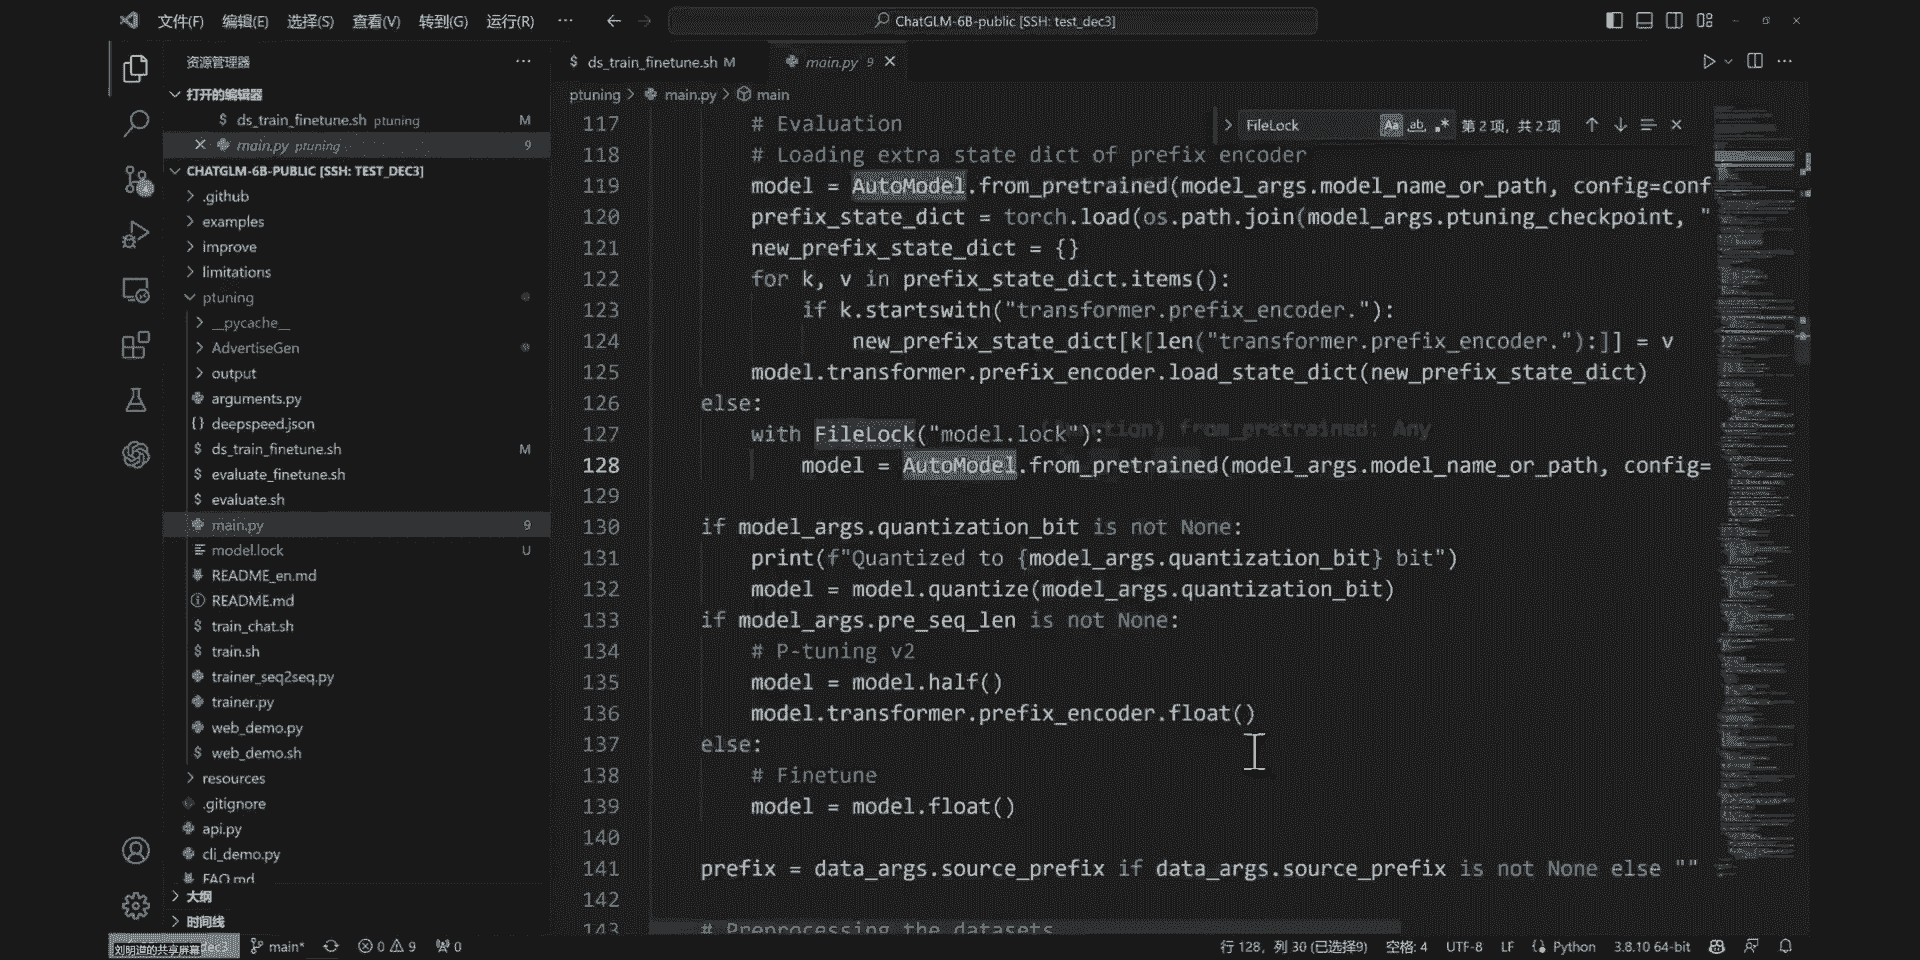 文件(F) 编辑(E) 选择(S) 查看(V) 转到(G) 运行(R) ··· ChatGLM-6B-public [SSH: test_dec3]
资源管理器 ···
打开的编辑器
$ ds_train_finetune.sh ptuning M
main.py ptuning 9
CHATGLM-6B-PUBLIC [SSH: TEST_DEC3]
.github
examples
improve
limitations
ptuning
__pycache__
AdvertiseGen
output
arguments.py
{} deepspeed.json
$ ds_train_finetune.sh M
$ evaluate_finetune.sh
$ evaluate.sh
main.py 9
model.lock U
README_en.md
README.md
$ train_chat.sh
$ train.sh
trainer_seq2seq.py
trainer.py
web_demo.py
$ web_demo.sh
resources
.gitignore
api.py
cli_demo.py
FAQ.md
大纲
时间线
$ ds_train_finetune.sh M main.py 9
ptuning > main.py > main
FileLock Aa ab .* 第2项, 共2项
117 # Evaluation
118 # Loading extra state dict of prefix encoder
119 model = AutoModel.from_pretrained(model_args.model_name_or_path, config=conf
120 prefix_state_dict = torch.load(os.path.join(model_args.ptuning_checkpoint, "
121 new_prefix_state_dict = {}
122 for k, v in prefix_state_dict.items():
123 if k.startswith("transformer.prefix_encoder."):
124 new_prefix_state_dict[k[len("transformer.prefix_encoder."):]] = v
125 model.transformer.prefix_encoder.load_state_dict(new_prefix_state_dict)
126 else:
127 with FileLock("model.lock"): from_pretrained: Any
128 model = AutoModel.from_pretrained(model_args.model_name_or_path, config=
129
130 if model_args.quantization_bit is not None:
131 print(f"Quantized to {model_args.quantization_bit} bit")
132 model = model.quantize(model_args.quantization_bit)
133 if model_args.pre_seq_len is not None:
134 # P-tuning v2
135 model = model.half()
136 model.transformer.prefix_encoder.float()
137 else:
138 # Finetune
139 model = model.float()
140
141 prefix = data_args.source_prefix if data_args.source_prefix is not None else ""
142
143 # Preprocessing the datasets
刘明道的共享屏幕 dec3 main* 0 9 0 行 128, 列 30 (已选择9) 空格: 4 UTF-8 LF Python 3.8.10 64-bit